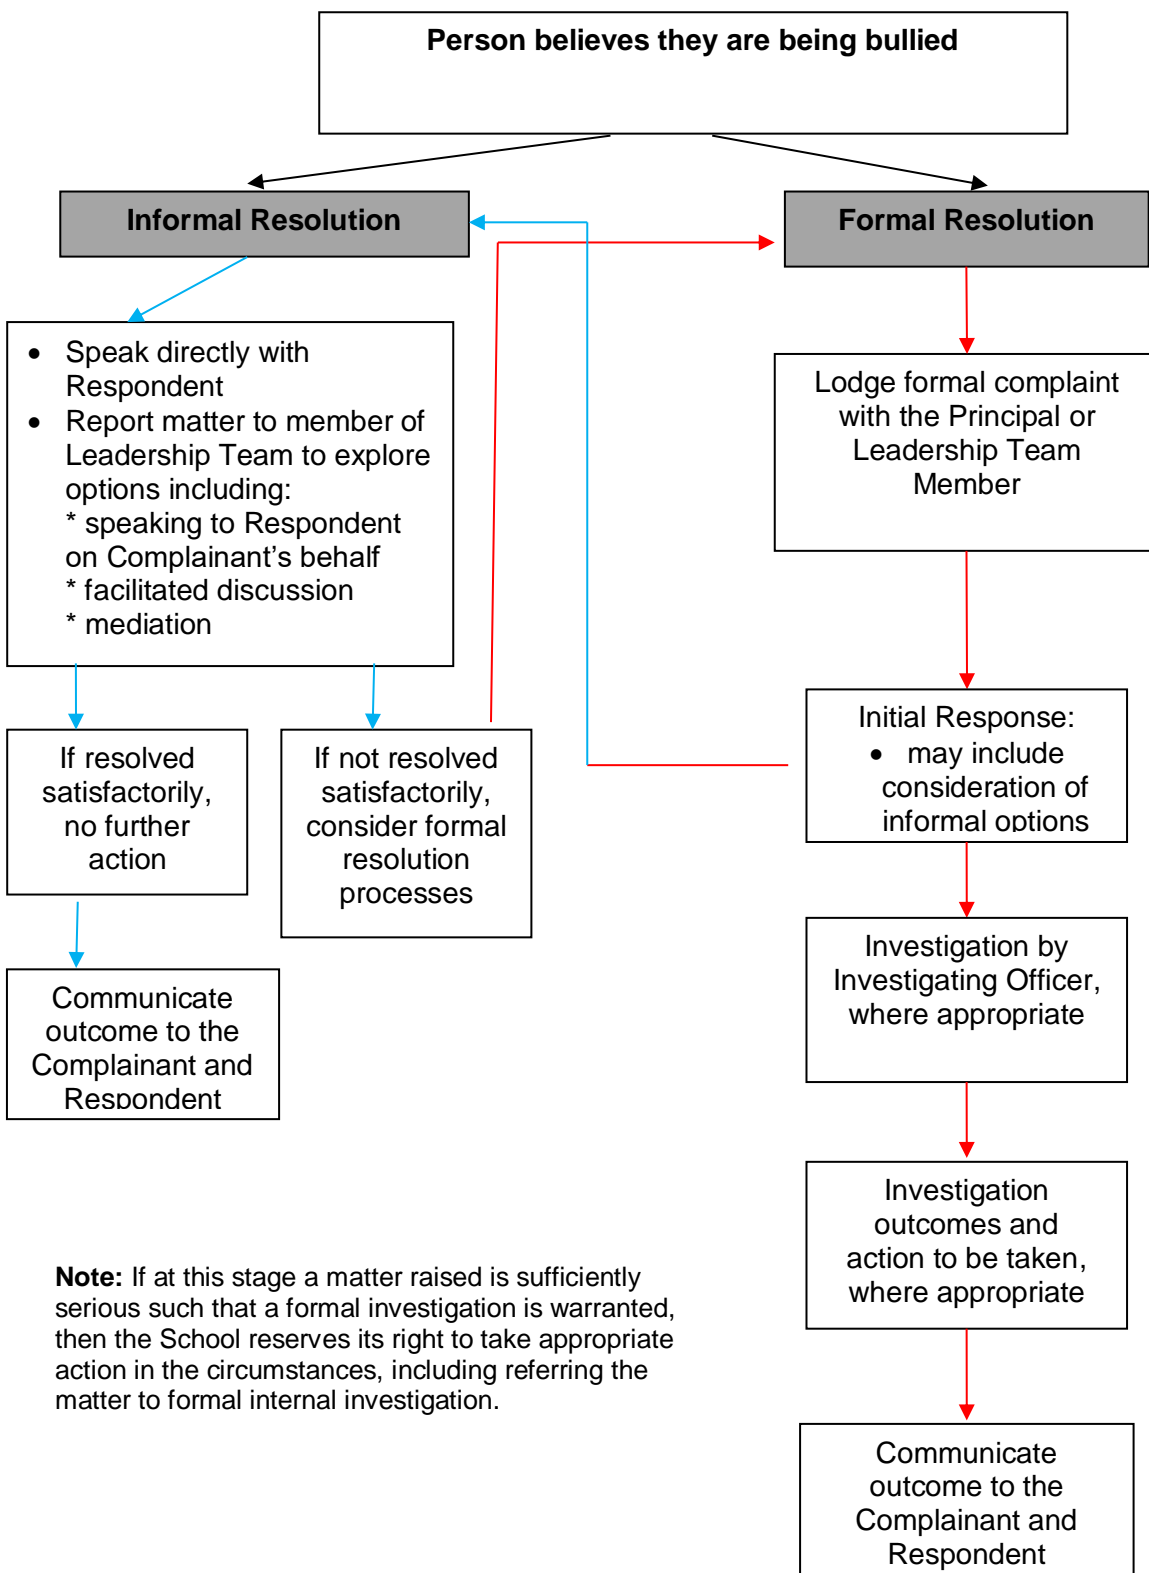 Person believes they are being bullied
Informal Resolution
Formal Resolution
• Speak directly with
Respondent
• Report matter to member of
Leadership Team to explore
options including:
* speaking to Respondent
on Complainant’s behalf
* facilitated discussion
* mediation
Lodge formal complaint
with the Principal or
Leadership Team
Member
If resolved
satisfactorily,
no further
action
If not resolved
satisfactorily,
consider formal
resolution
processes
Initial Response:
• may include
consideration of
informal options
Communicate
outcome to the
Complainant and
Respondent
Investigation by
Investigating Officer,
where appropriate
Investigation
outcomes and
action to be taken,
where appropriate
Note: If at this stage a matter raised is sufficiently
serious such that a formal investigation is warranted,
then the School reserves its right to take appropriate
action in the circumstances, including referring the
matter to formal internal investigation.
Communicate
outcome to the
Complainant and
Respondent